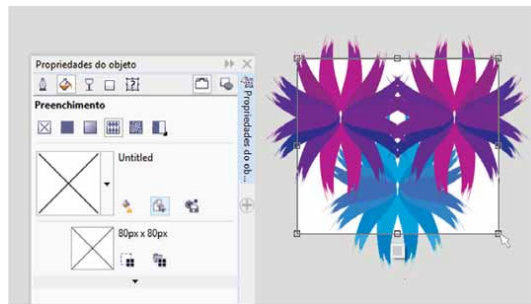 Propriedades do objeto
Preenchimento
Untitled
80px x 80px
Propriedades do ob...